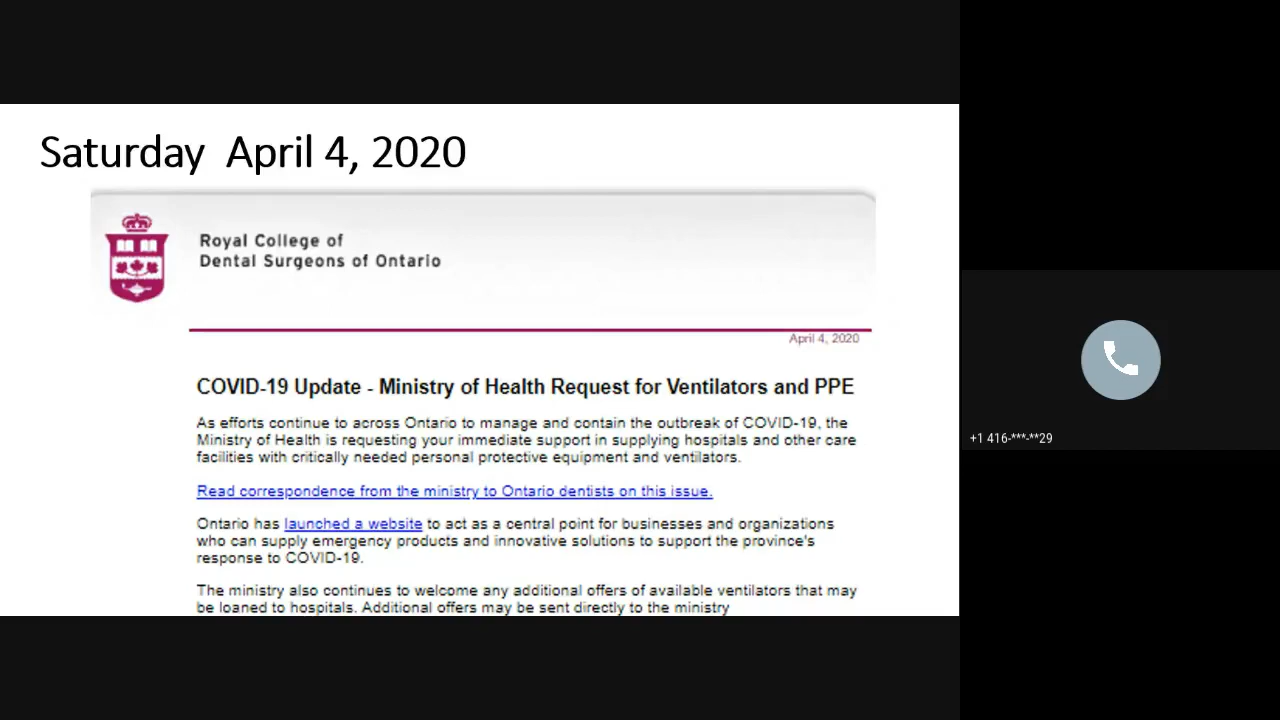 Saturday  April 4, 2020
Royal College of
Dental Surgeons of Ontario
April 4, 2020
COVID-19 Update - Ministry of Health Request for Ventilators and PPE
As efforts continue to across Ontario to manage and contain the outbreak of COVID-19, the
Ministry of Health is requesting your immediate support in supplying hospitals and other care
facilities with critically needed personal protective equipment and ventilators.
Read correspondence from the ministry to Ontario dentists on this issue.
Ontario has launched a website to act as a central point for businesses and organizations
who can supply emergency products and innovative solutions to support the province's
response to COVID-19.
The ministry also continues to welcome any additional offers of available ventilators that may
be loaned to hospitals. Additional offers may be sent directly to the ministry
+1 416-***-**29